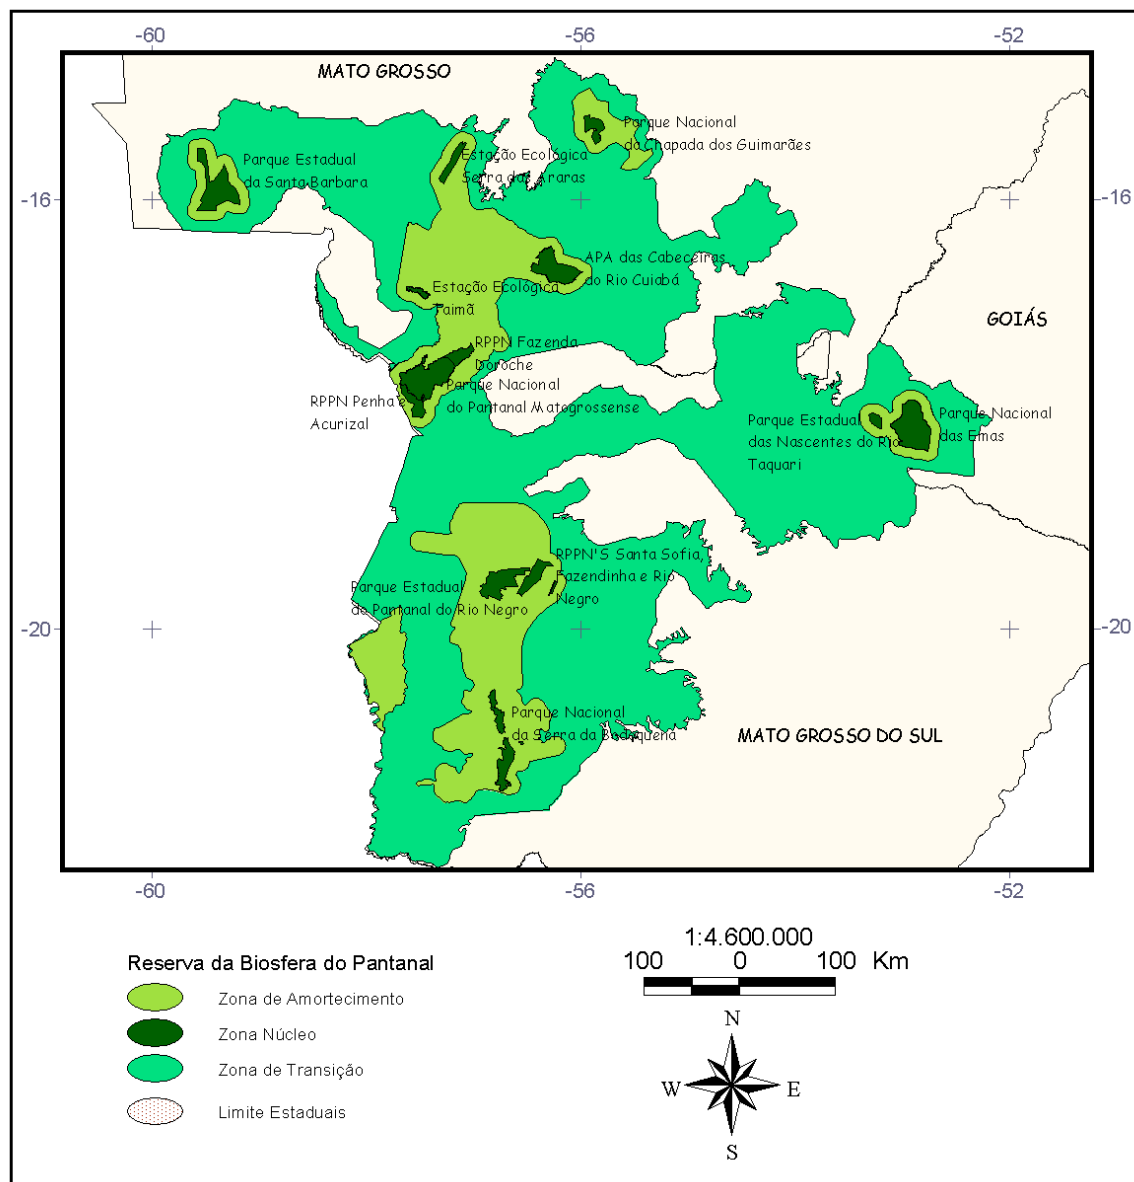 -60
-56
-52
MATO GROSSO
Parque Nacional
da Chapada dos Guimarães
Estação Ecológica
Serra das Araras
Parque Estadual
da Santa Barbara
-16
-16
APA das Cabeceiras
do Rio Cuiabá
Estação Ecológica
Taimã
GOIÁS
RPPN Fazenda
Doroche
Parque Nacional
do Pantanal Matogrossense
RPPN Penha e
Acurizal
Parque Estadual
das Nascentes do Rio
Taquari
Parque Nacional
das Emas
RPPN'S Santa Sofia,
Fazendinha e Rio
Negro
Parque Estadual
do Pantanal do Rio Negro
-20
-20
Parque Nacional
da Serra da Bodoquena
MATO GROSSO DO SUL
-60
-56
-52
1:4.600.000
100 0 100 Km
Reserva da Biosfera do Pantanal
Zona de Amortecimento
Zona Núcleo
Zona de Transição
Limite Estaduais
N
W E
S